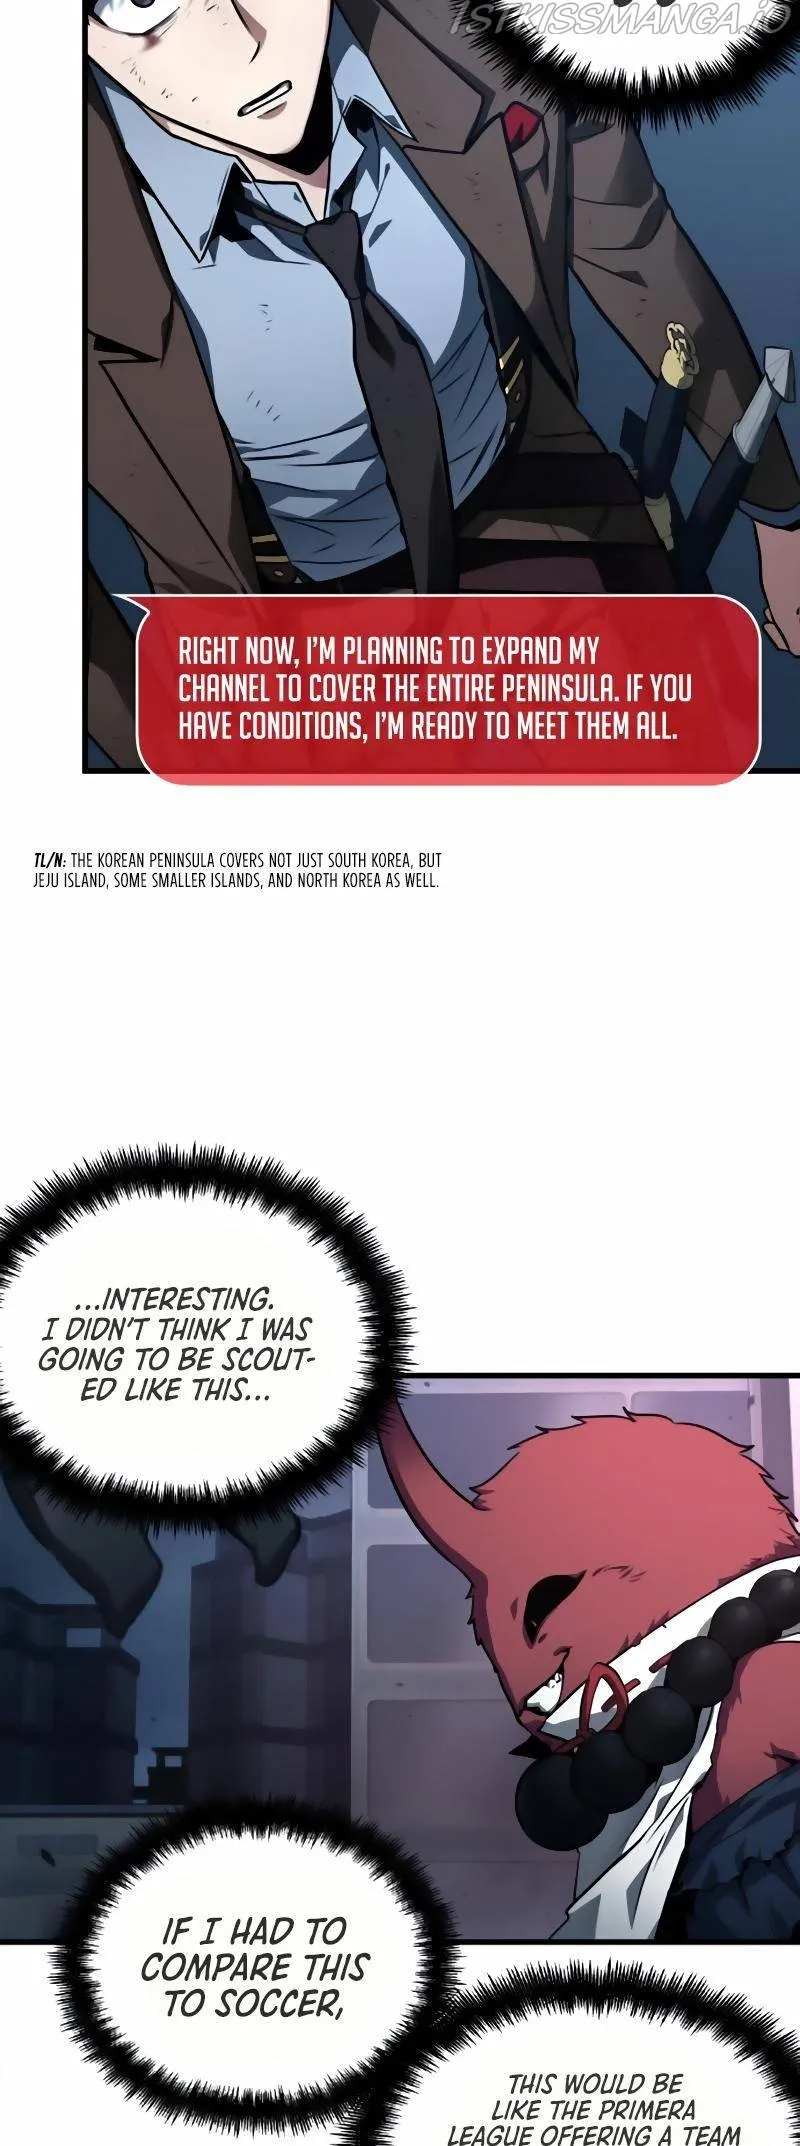 ISTKISSMANGA.IO
RIGHT NOW, I'M PLANNING TO EXPAND MY
CHANNEL TO COVER THE ENTIRE PENINSULA. IF YOU
HAVE CONDITIONS, I'M READY TO MEET THEM ALL.
TL/N: THE KOREAN PENINSULA COVERS NOT JUST SOUTH KOREA, BUT
JEJU ISLAND, SOME SMALLER ISLANDS, AND NORTH KOREA AS WELL.
...INTERESTING.
I DIDN'T THINK I WAS
GOING TO BE SCOUT-
ED LIKE THIS...
IF I HAD TO
COMPARE THIS
TO SOCCER,
THIS WOULD BE
LIKE THE PRIMERA
LEAGUE OFFERING A TEAM